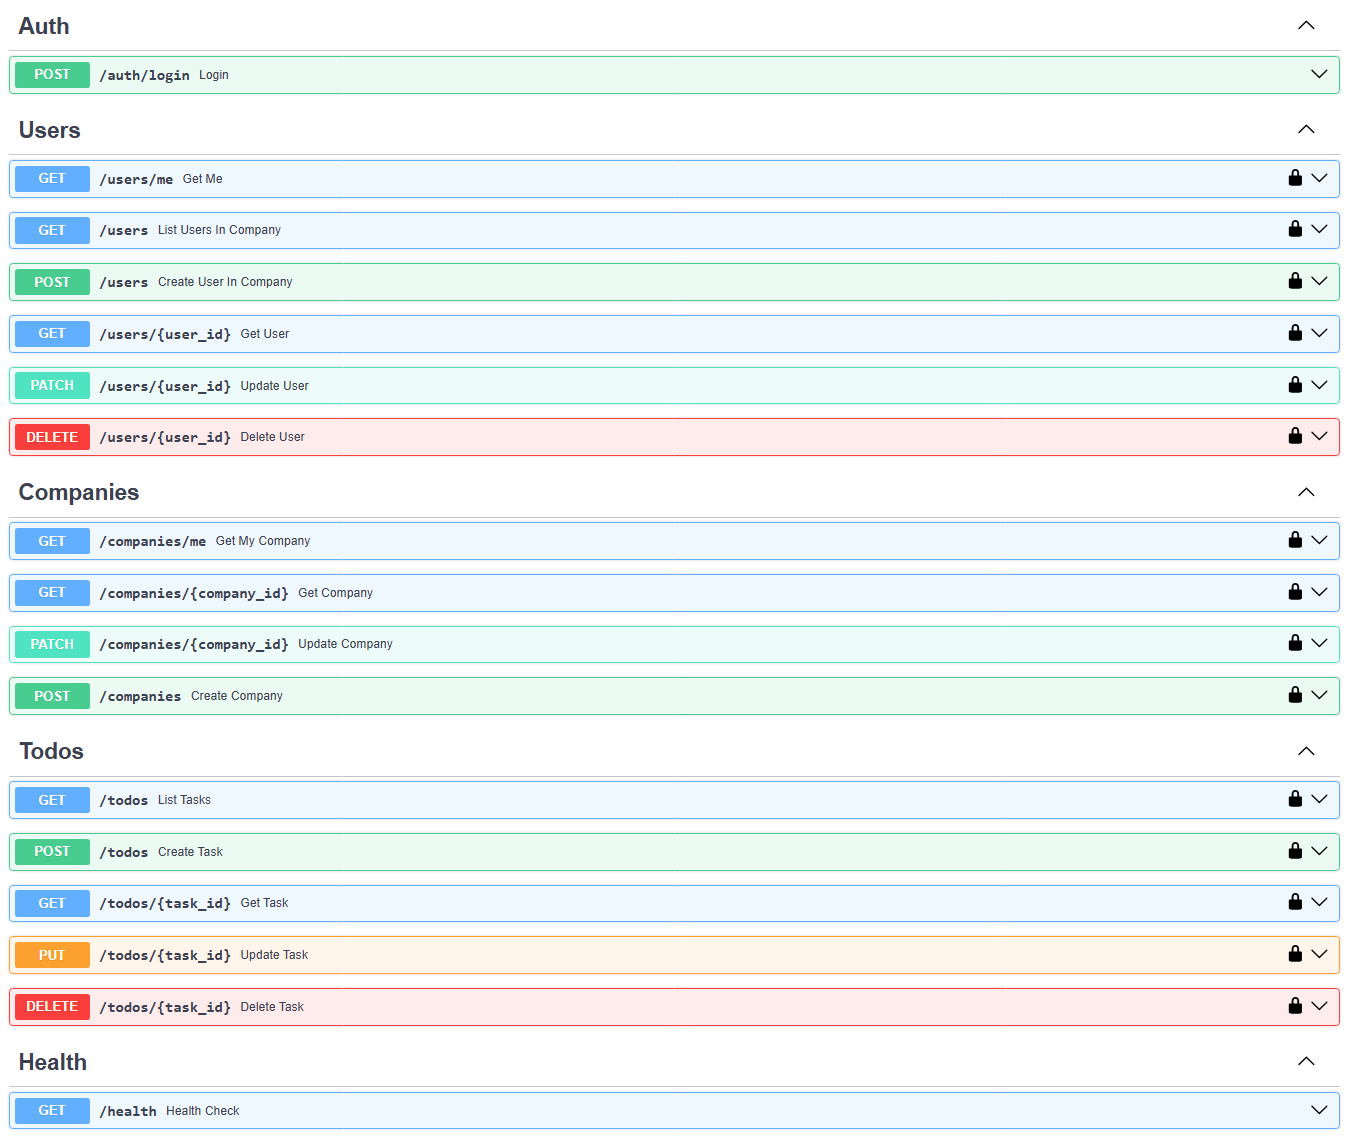 Auth
POST /auth/login Login
Users
GET /users/me Get Me
GET /users List Users In Company
POST /users Create User In Company
GET /users/{user_id} Get User
PATCH /users/{user_id} Update User
DELETE /users/{user_id} Delete User
Companies
GET /companies/me Get My Company
GET /companies/{company_id} Get Company
PATCH /companies/{company_id} Update Company
POST /companies Create Company
Todos
GET /todos List Tasks
POST /todos Create Task
GET /todos/{task_id} Get Task
PUT /todos/{task_id} Update Task
DELETE /todos/{task_id} Delete Task
Health
GET /health Health Check